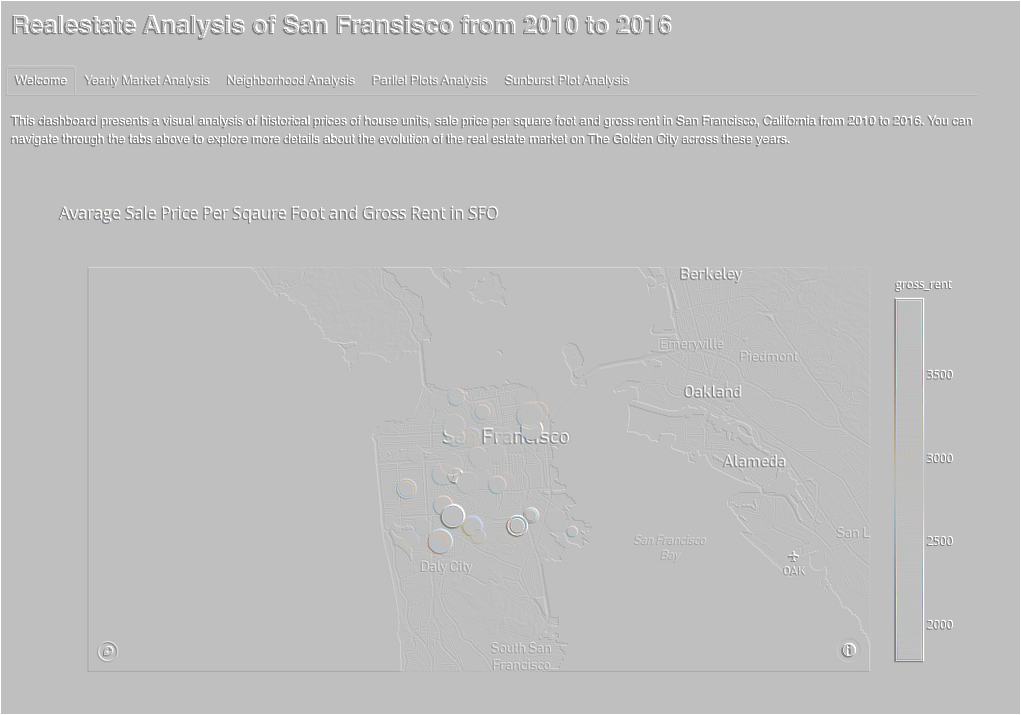 Realestate Analysis of San Fransisco from 2010 to 2016
Welcome Yearly Market Analysis Neighborhood Analysis Parllel Plots Analysis Sunburst Plot Analysis
This dashboard presents a visual analysis of historical prices of house units, sale price per square foot and gross rent in San Francisco, California from 2010 to 2016. You can
navigate through the tabs above to explore more details about the evolution of the real estate market on The Golden City across these years.
Avarage Sale Price Per Sqaure Foot and Gross Rent in SFO
Berkeley
gross_rent
Emeryville
Piedmont
3500
Oakland
San Francisco
3000
Alameda
San L
2500
San Francisco
Bay
OAK
Daly City
2000
South San
Francisco